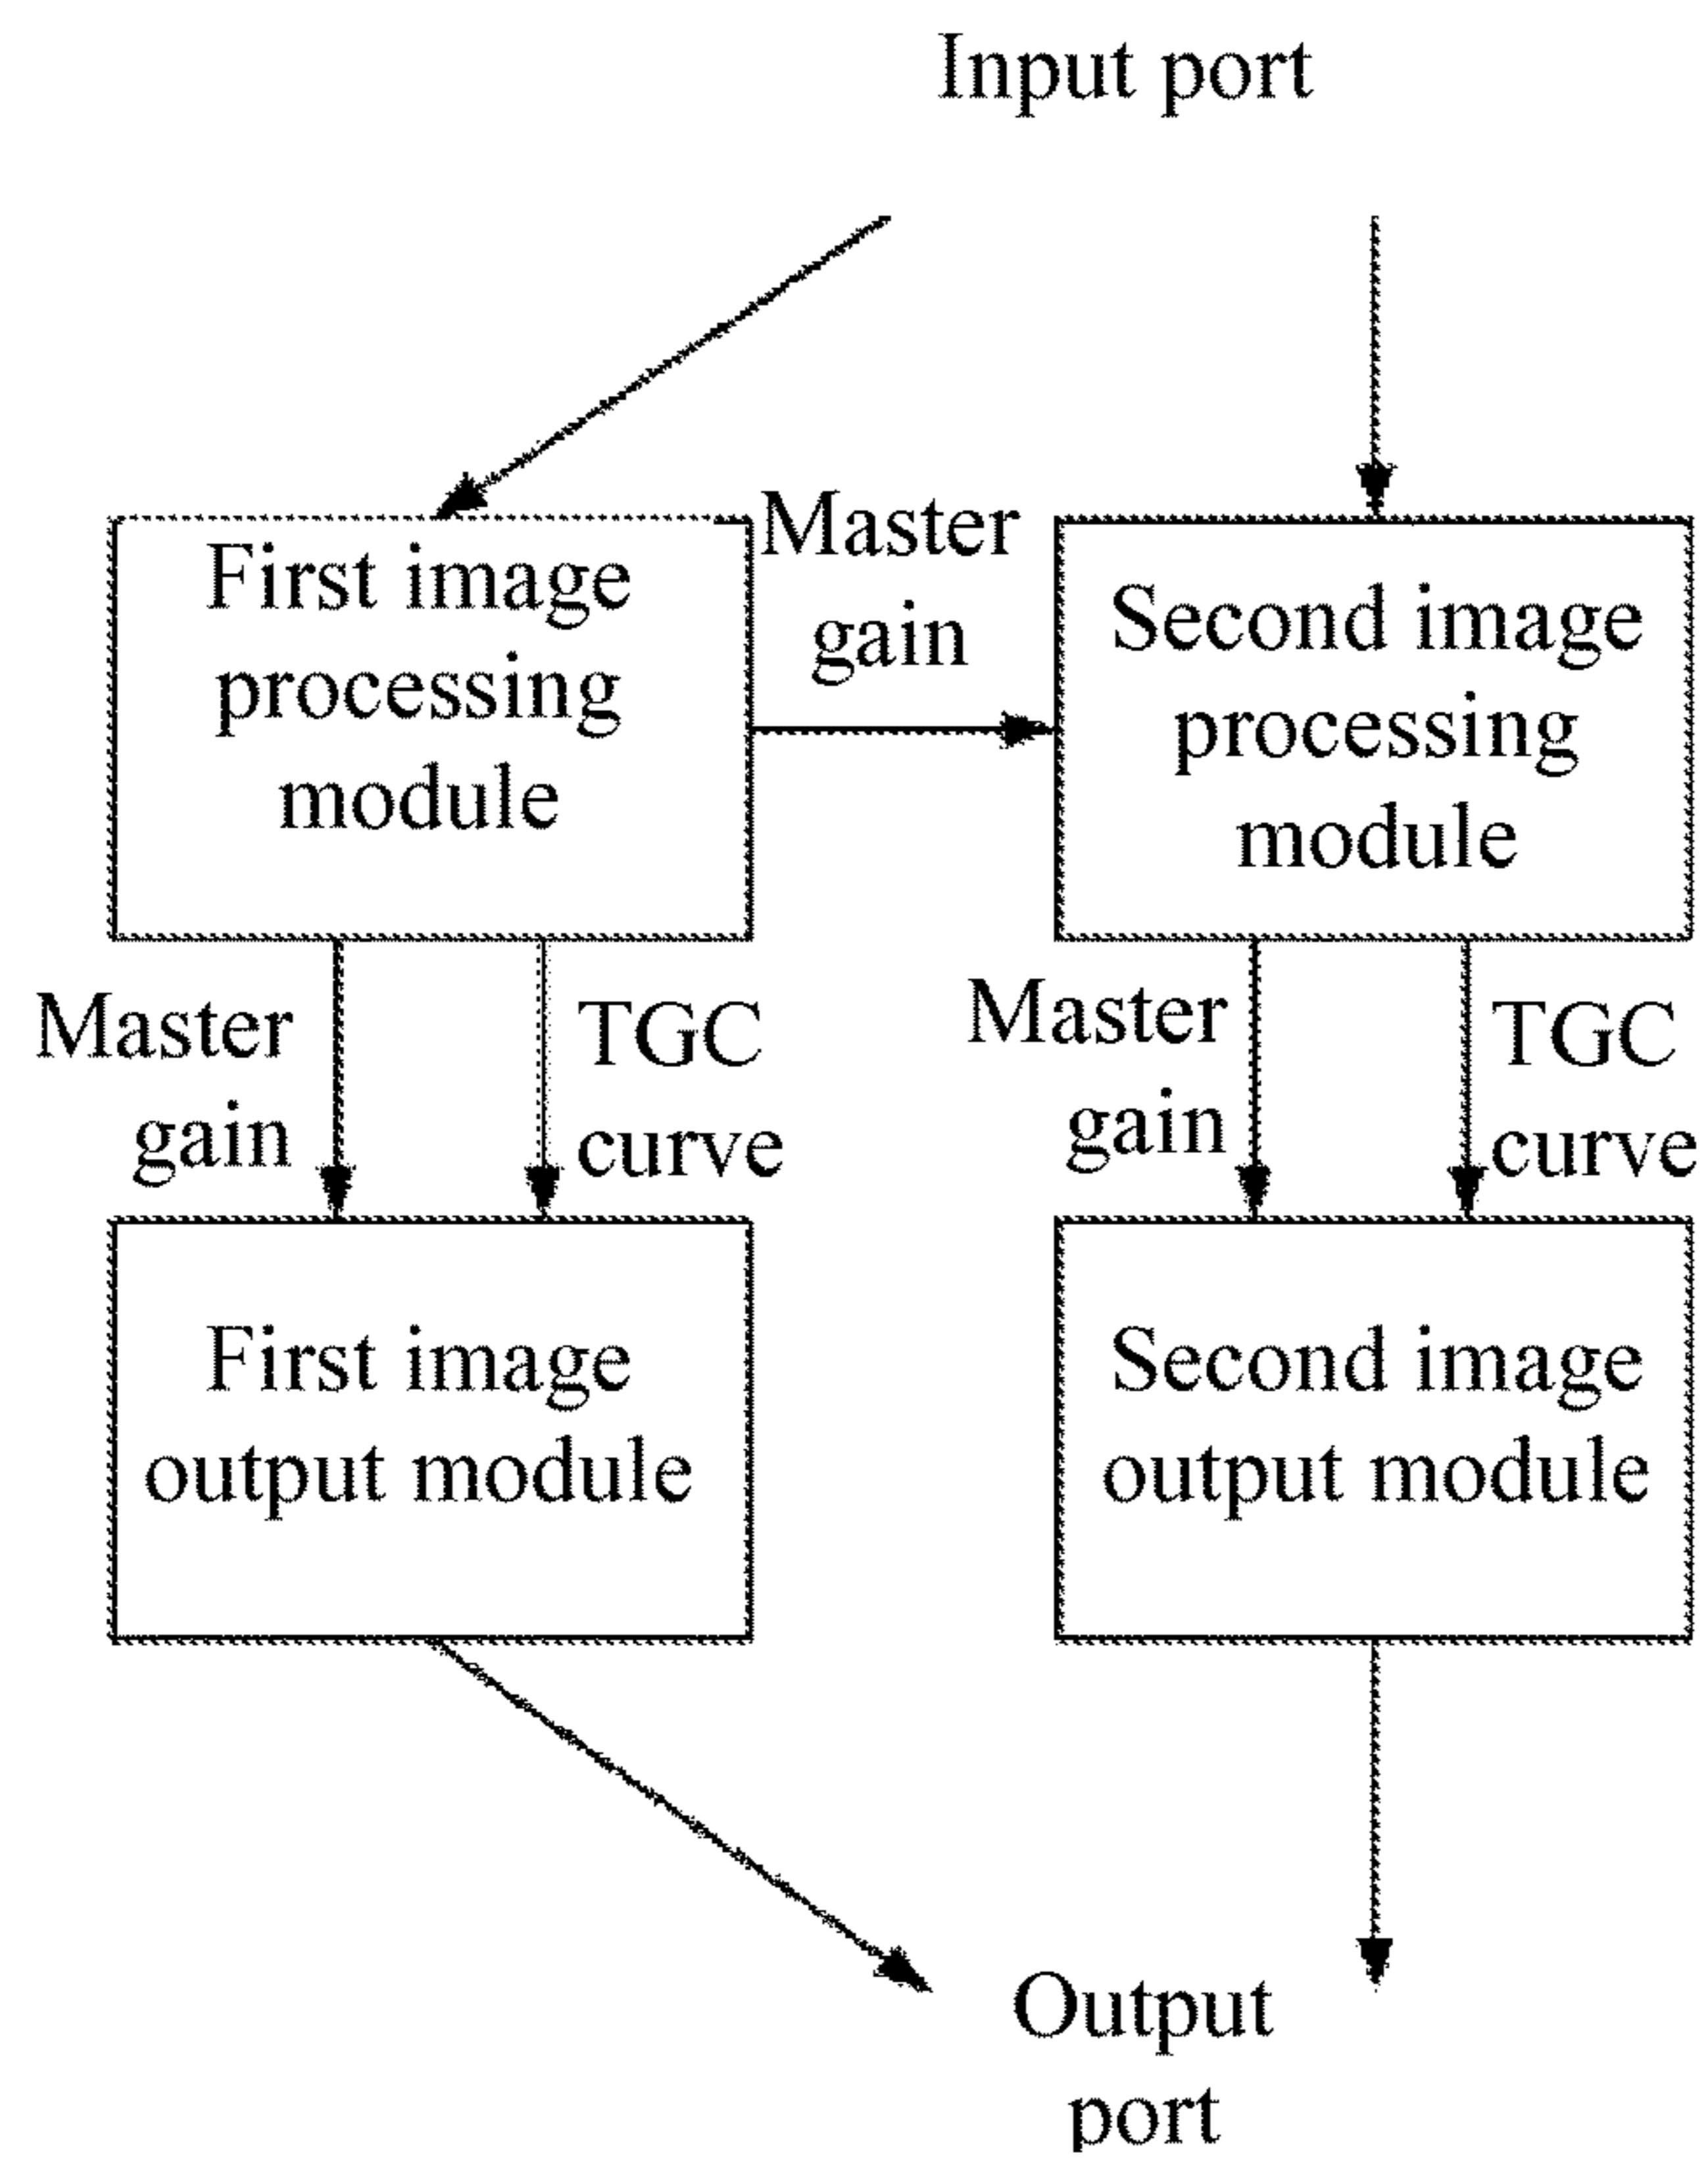 Input port
First image
processing
module
Master
gain
Second image
processing
module
Master
gain
TGC
curve
Master
gain
TGC
curve
First image
output module
Second image
output module
Output
port